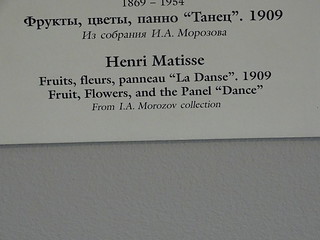 1869 – 1954
Фрукты, цветы, панно “Танец”. 1909
Из собрания И.А. Морозова
Henri Matisse
Fruits, fleurs, panneau “La Danse”. 1909
Fruit, Flowers, and the Panel “Dance”
From I.A. Morozov collection